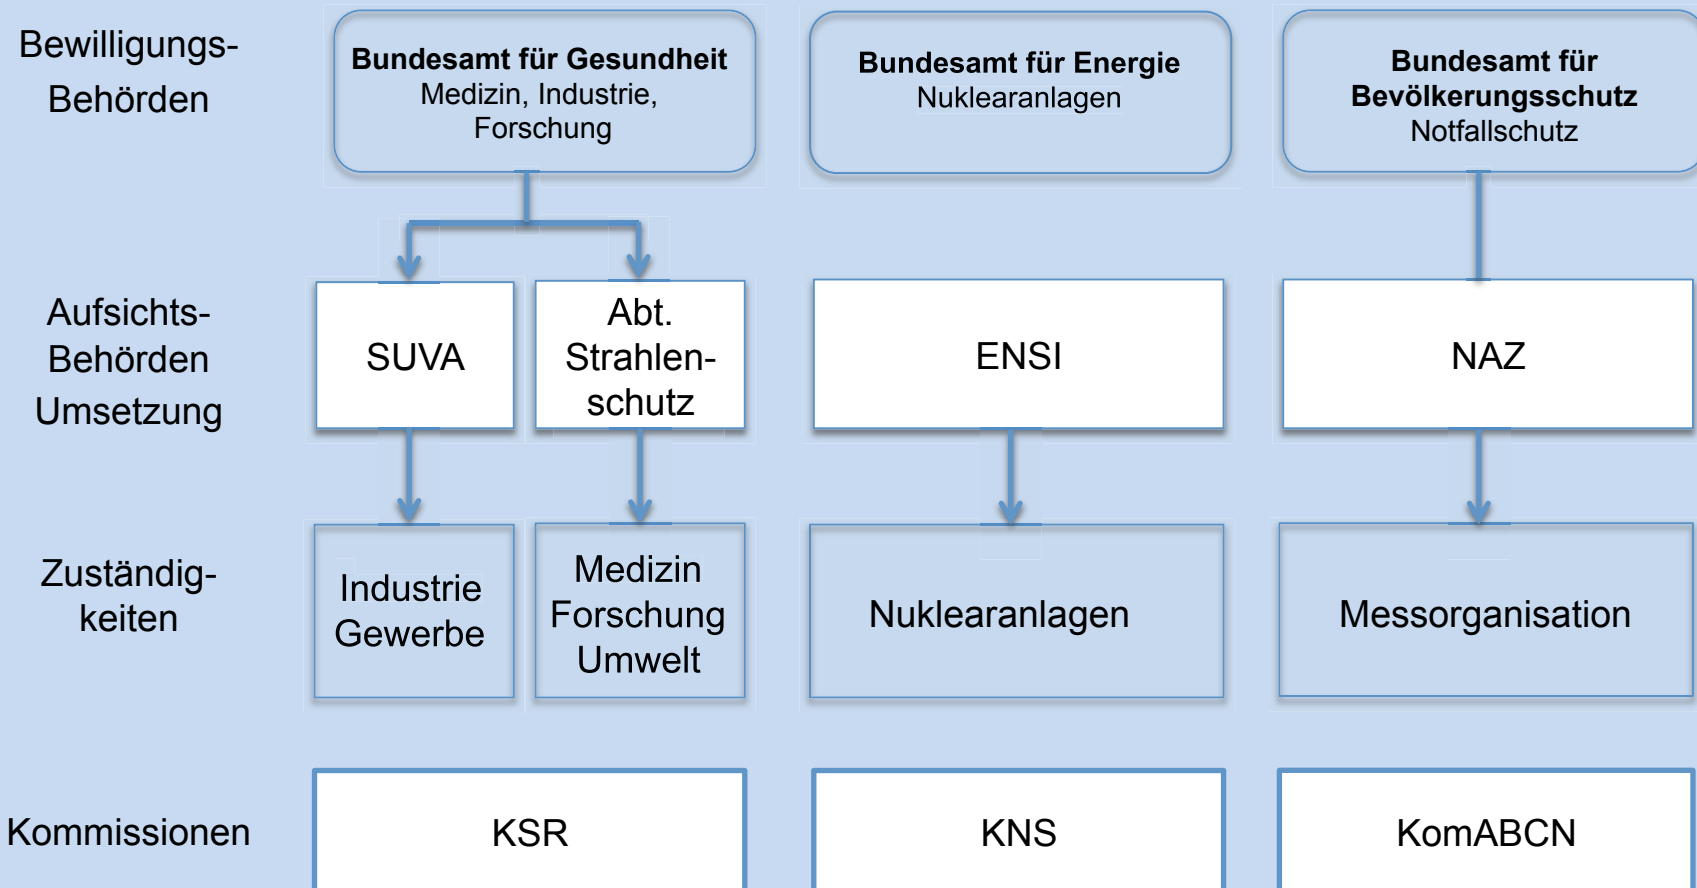 Bewilligungs-
Behörden
Bundesamt für Gesundheit
Medizin, Industrie,
Forschung
Bundesamt für Energie
Nuklearanlagen
Bundesamt für
Bevölkerungsschutz
Notfallschutz
Aufsichts-
Behörden
Umsetzung
SUVA
Abt.
Strahlen-
schutz
ENSI
NAZ
Zuständig-
keiten
Industrie
Gewerbe
Medizin
Forschung
Umwelt
Nuklearanlagen
Messorganisation
Kommissionen
KSR
KNS
KomABCN